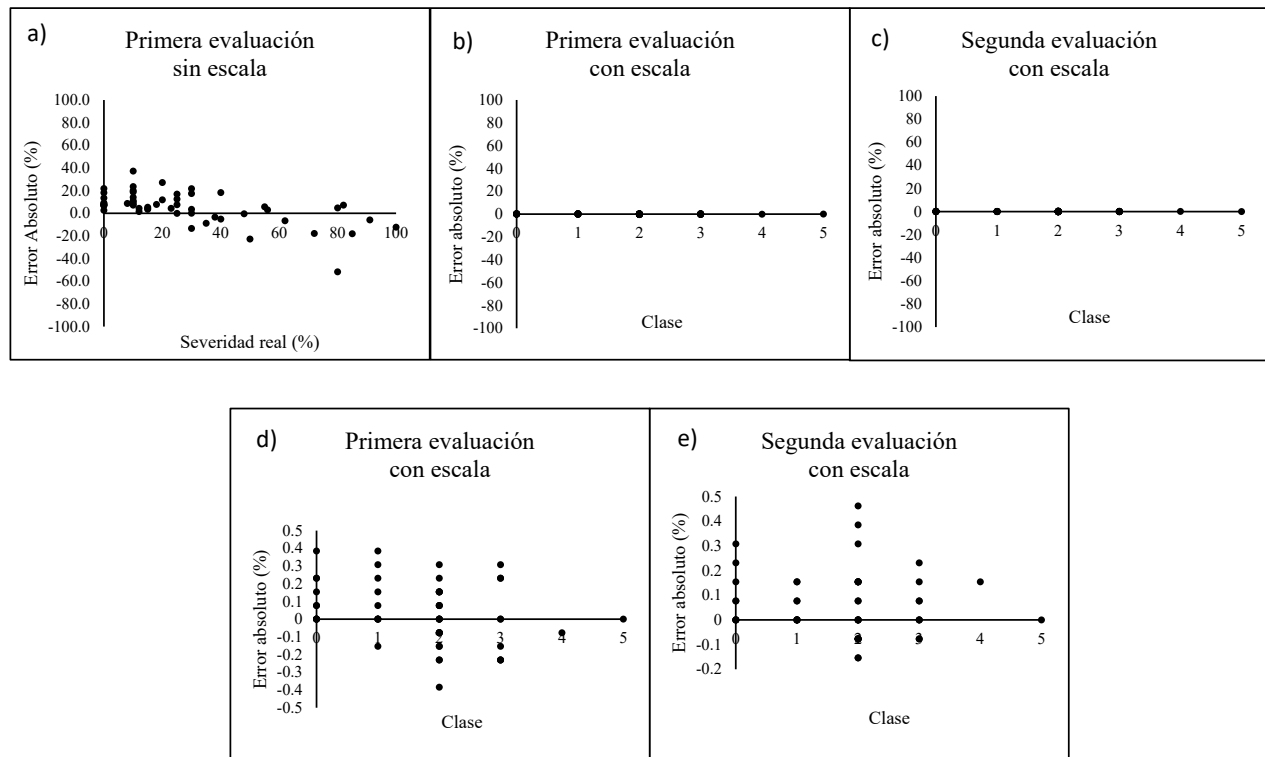 a)
Primera evaluación
sin escala
100.0
80.0
60.0
40.0
20.0
0.0
-20.0
-40.0
-60.0
-80.0
-100.0
0 20 40 60 80 100
Error Absoluto (%)
Severidad real (%)
b)
Primera evaluación
con escala
100
80
60
40
20
0
-20
-40
-60
-80
-100
0 1 2 3 4 5
Error absoluto (%)
Clase
c)
Segunda evaluación
con escala
100
80
60
40
20
0
-20
-40
-60
-80
-100
0 1 2 3 4 5
Error absoluto (%)
Clase
d)
Primera evaluación
con escala
0.5
0.4
0.3
0.2
0.1
0
-0.1
-0.2
-0.3
-0.4
-0.5
0 1 2 3 4 5
Error absoluto (%)
Clase
e)
Segunda evaluación
con escala
0.5
0.4
0.3
0.2
0.1
0
-0.1
-0.2
0 1 2 3 4 5
Error absoluto (%)
Clase